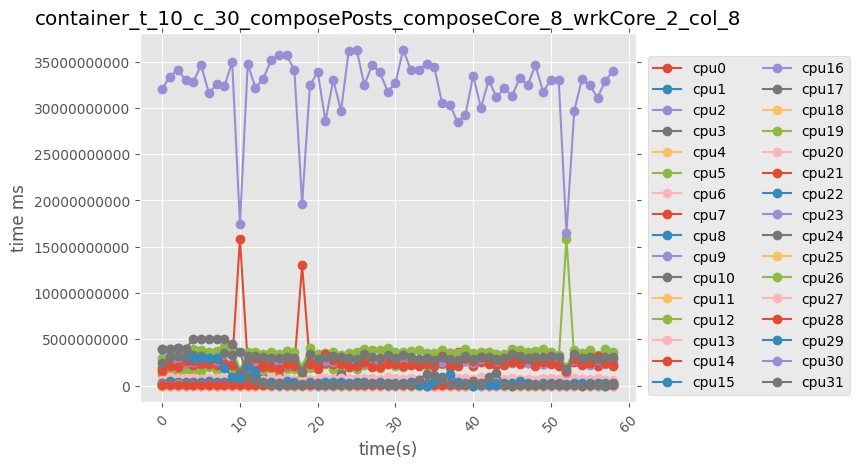 container_t_10_c_30_composePosts_composeCore_8_wrkCore_2_col_8
time ms
35000000000
30000000000
25000000000
20000000000
15000000000
10000000000
5000000000
0
0
10
20
30
40
50
60
time(s)
cpu0
cpu1
cpu2
cpu3
cpu4
cpu5
cpu6
cpu7
cpu8
cpu9
cpu10
cpu11
cpu12
cpu13
cpu14
cpu15
cpu16
cpu17
cpu18
cpu19
cpu20
cpu21
cpu22
cpu23
cpu24
cpu25
cpu26
cpu27
cpu28
cpu29
cpu30
cpu31